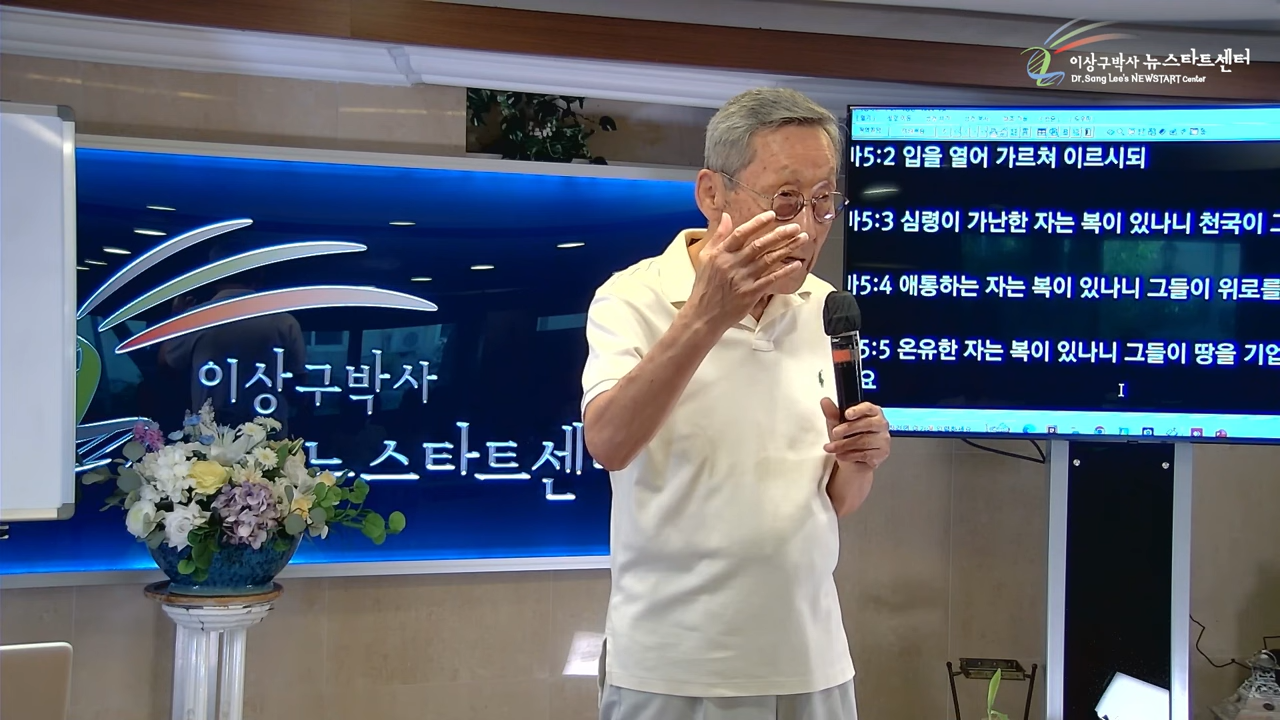 이상구박사 뉴스타트센터
Dr. Sang Lee's NEWSTART Center
마5:2 입을 열어 가르쳐 이르시되
마5:3 심령이 가난한 자는 복이 있나니 천국이
마5:4 애통하는 자는 복이 있나니 그들이 위로를
5:5 온유한 자는 복이 있나니 그들이 땅을 기업
요
이상구박사
뉴스타트센